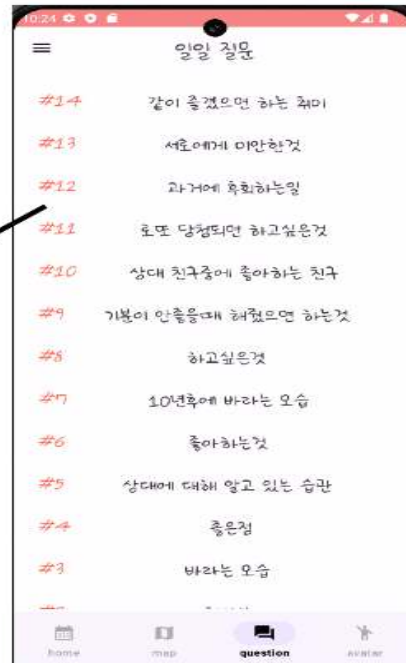 10:24
일일 질문
#14 같이 즐겼으면 하는 취미
#13 서로에게 미안한것
#12 과거에 후회하는일
#11 로또 당첨되면 하고싶은것
#10 상대 친구중에 좋아하는 친구
#9 기분이 안좋을때 해줬으면 하는것
#8 하고싶은것
#7 10년후에 바라는 모습
#6 좋아하는것
#5 상대에 대해 알고 있는 습관
#4 좋은점
#3 바라는 모습
home map question avatar